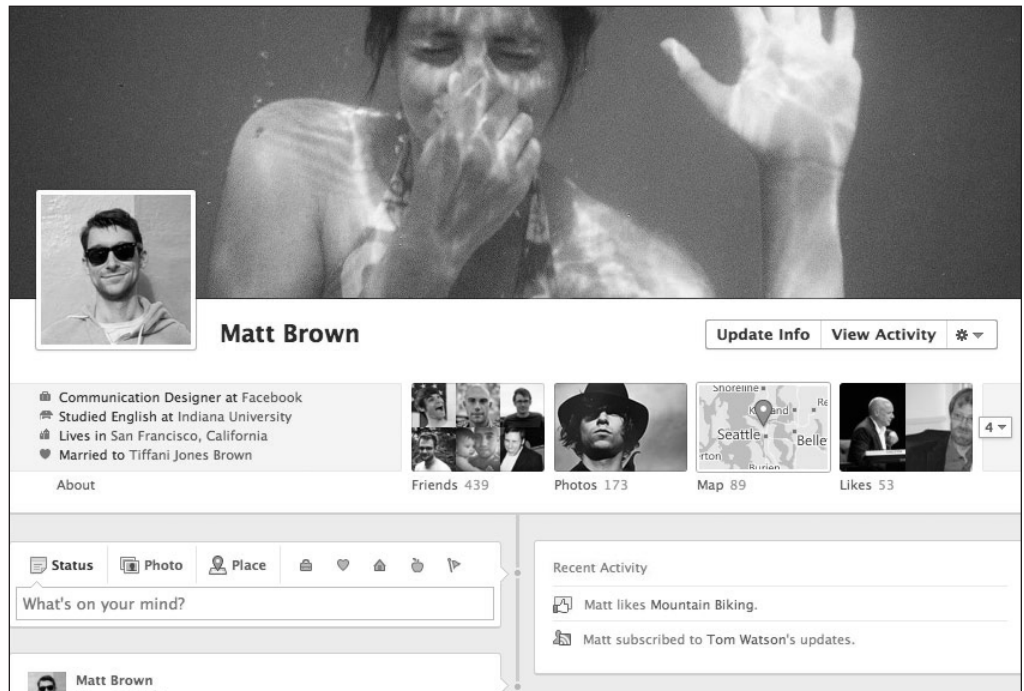 Matt Brown
Update Info
View Activity
Communication Designer at Facebook
Studied English at Indiana University
Lives in San Francisco, California
Married to Tiffani Jones Brown
About
Friends 439
Photos 173
Shoreline
Seattle
Belle
Burien
Map 89
Likes 53
4
Status
Photo
Place
What's on your mind?
Recent Activity
Matt likes Mountain Biking.
Matt subscribed to Tom Watson's updates.
Matt Brown